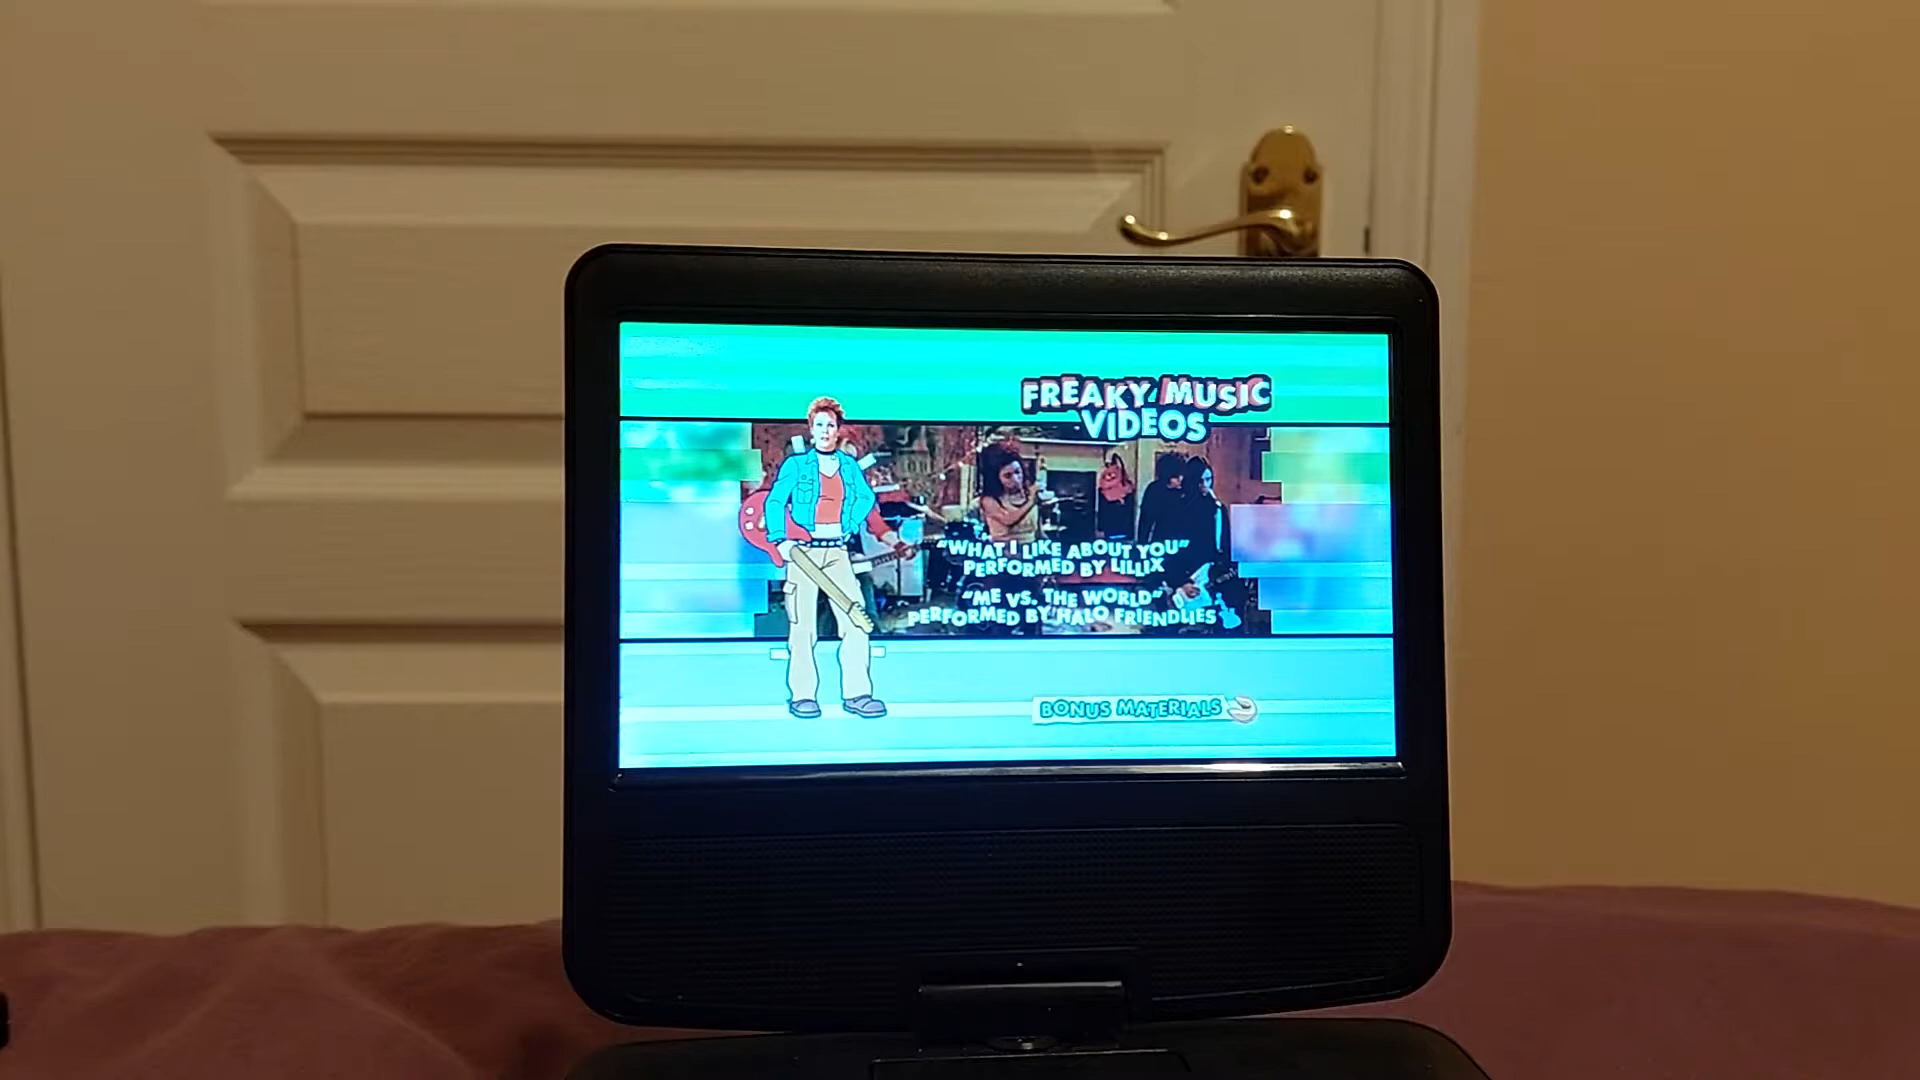 FREAKY MUSIC
VIDEOS
"WHAT I LIKE ABOUT YOU"
PERFORMED BY LILLIX
"ME VS. THE WORLD"
PERFORMED BY HALO FRIENDLIES
BONUS MATERIALS